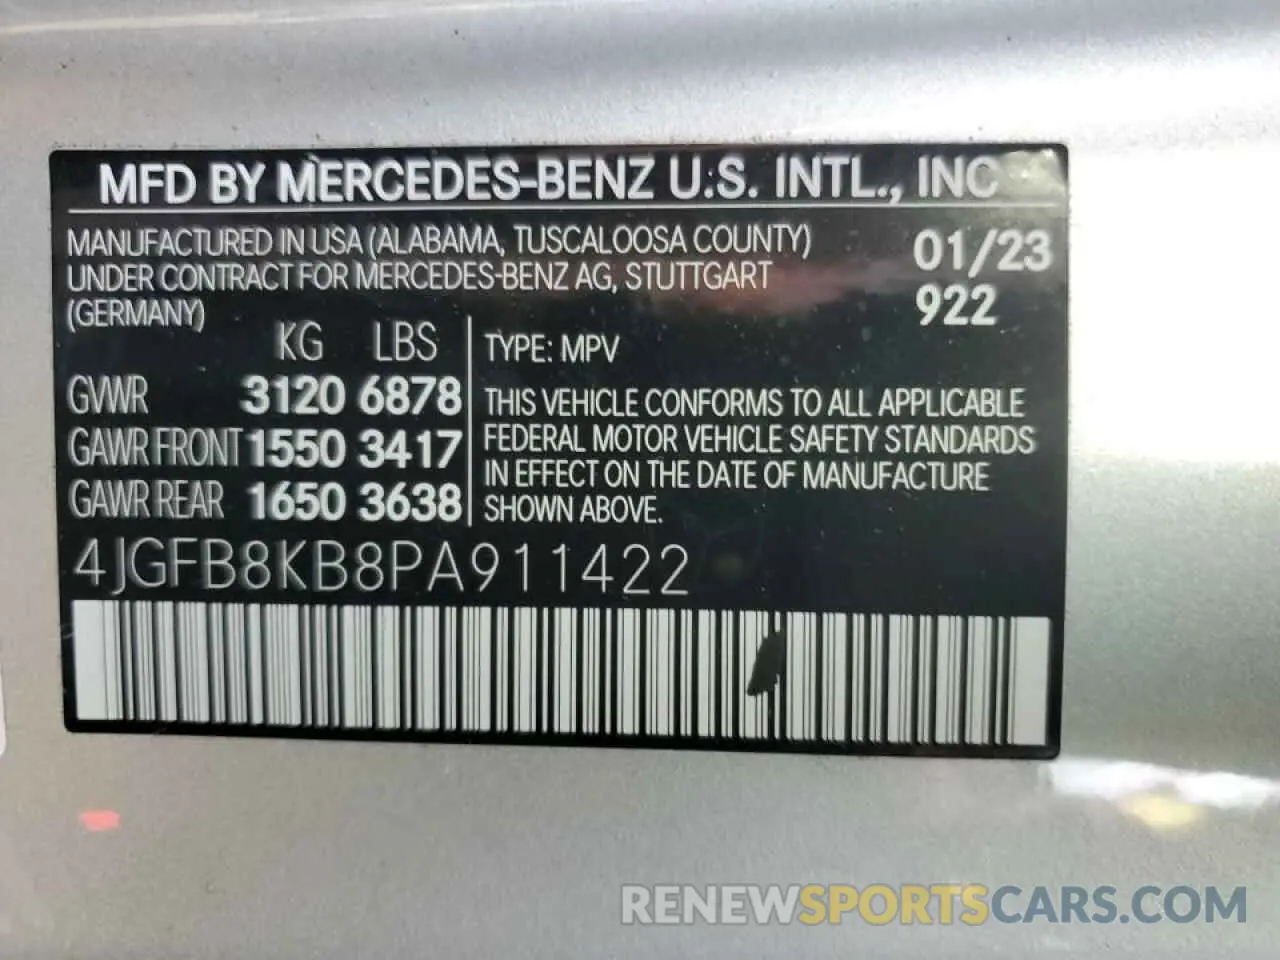 MFD BY MERCEDES-BENZ U.S. INTL., INC
MANUFACTURED IN USA (ALABAMA, TUSCALOOSA COUNTY)
UNDER CONTRACT FOR MERCEDES-BENZ AG, STUTTGART
(GERMANY)
01/23
922
KG LBS
GVWR 3120 6878
GAWR FRONT 1550 3417
GAWR REAR 1650 3638
TYPE: MPV
THIS VEHICLE CONFORMS TO ALL APPLICABLE
FEDERAL MOTOR VEHICLE SAFETY STANDARDS
IN EFFECT ON THE DATE OF MANUFACTURE
SHOWN ABOVE.
4JGFB8KB8PA911422
RENEWSPORTSCARS.COM